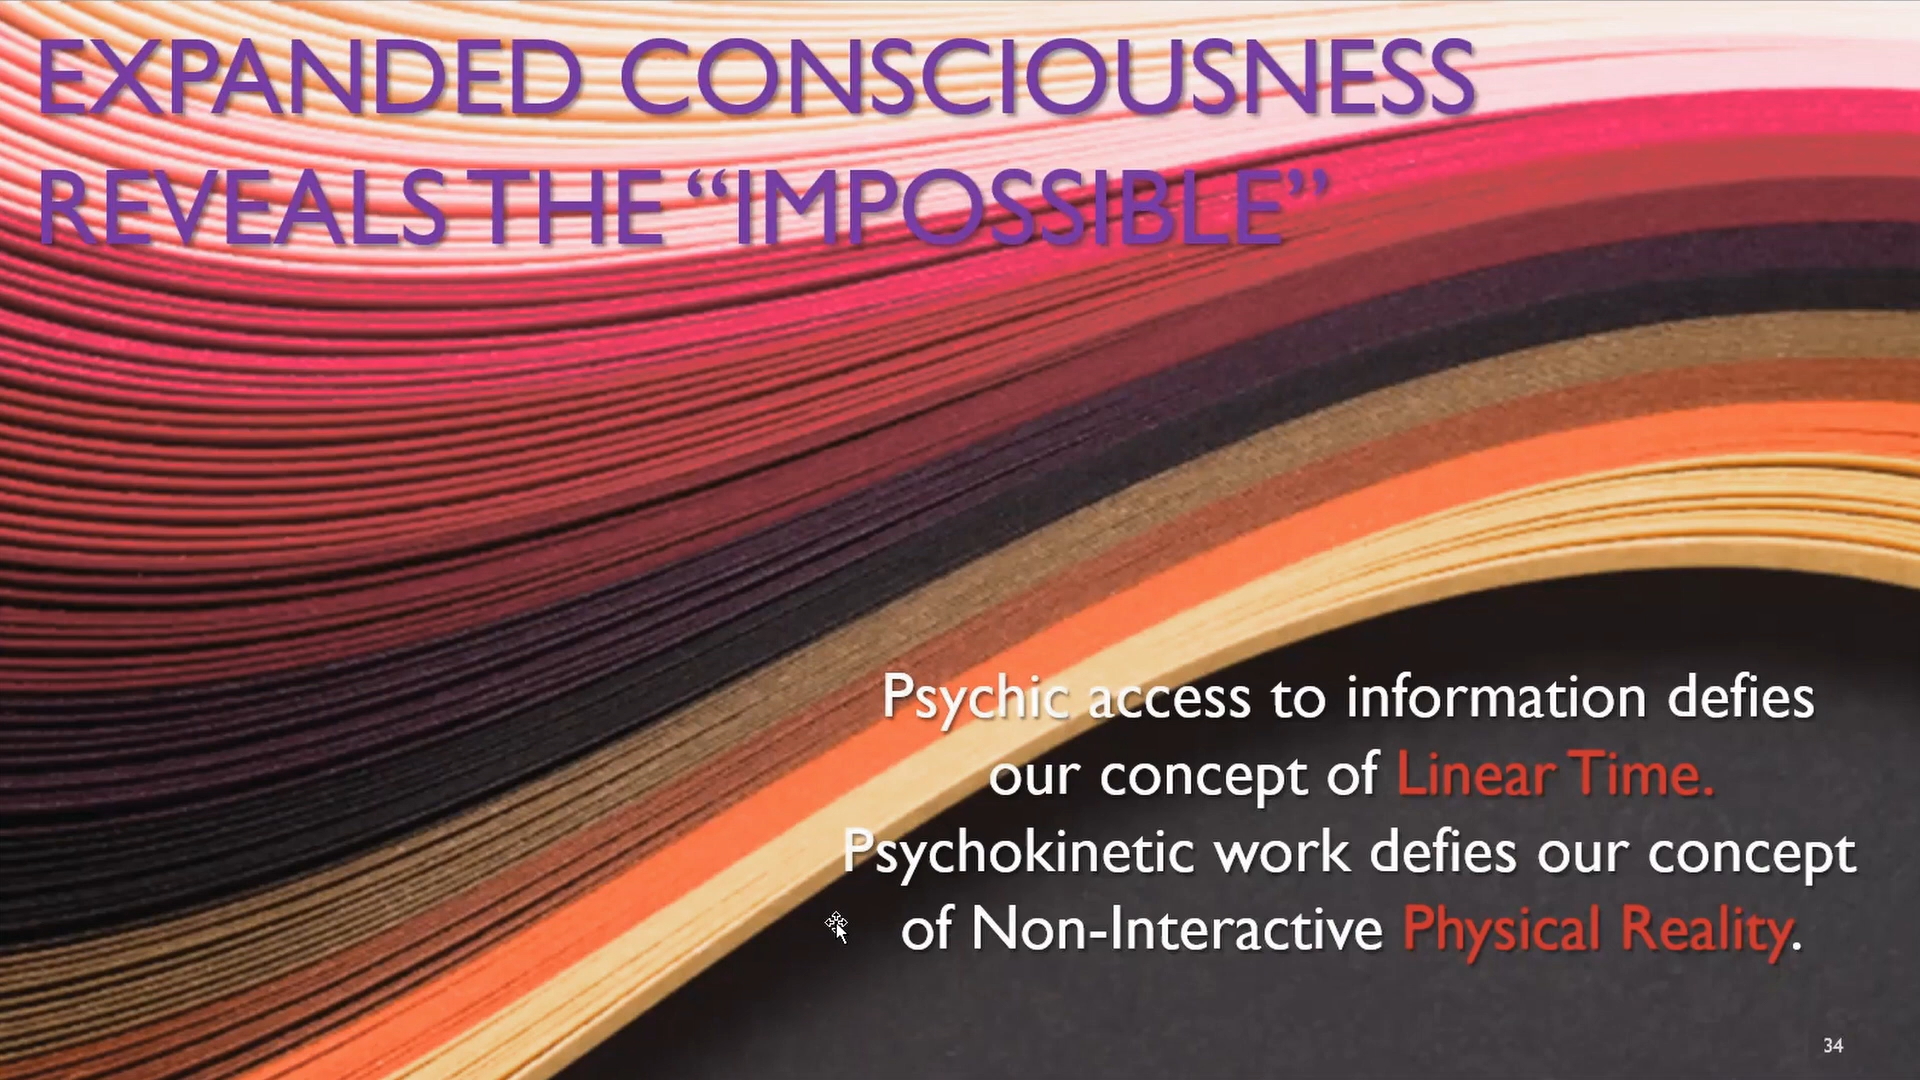 EXPANDED CONSCIOUSNESS
REVEALS THE “IMPOSSIBLE”
Psychic access to information defies
our concept of Linear Time.
Psychokinetic work defies our concept
of Non-Interactive Physical Reality.
34